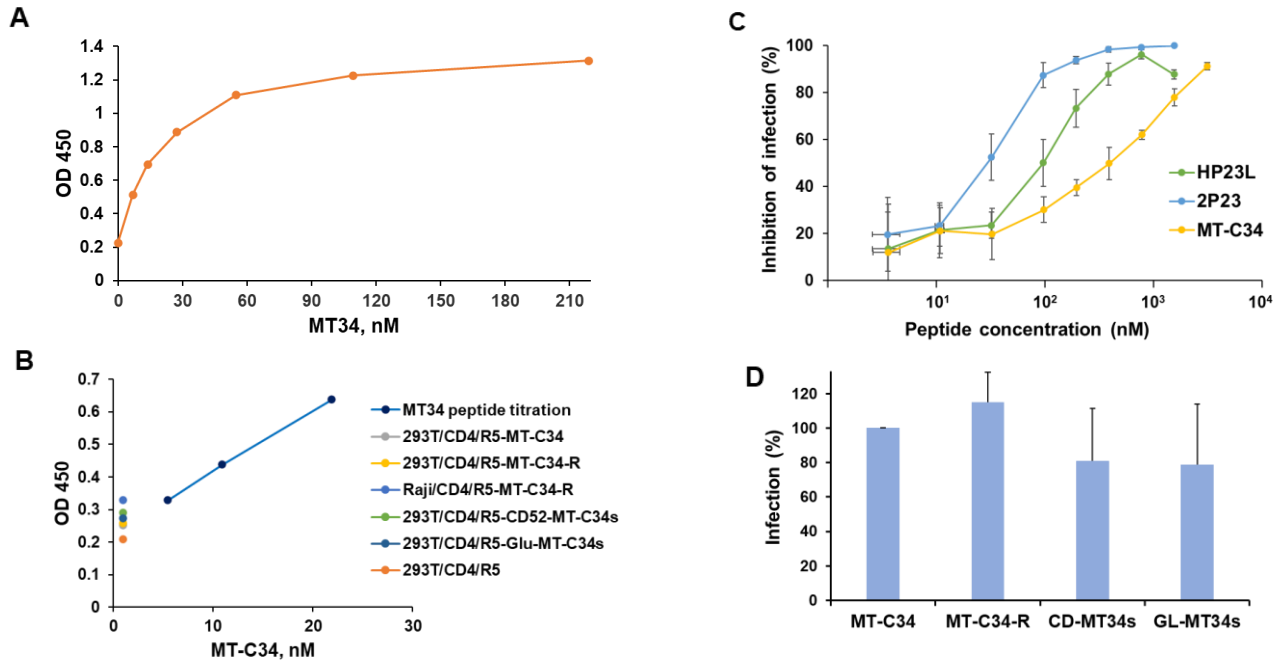 A
1.4
1.2
1
0.8
0.6
0.4
0.2
0
OD 450
0 30 60 90 120 150 180 210
MT34, nM
B
0.7
0.6
0.5
0.4
0.3
0.2
0.1
0
OD 450
0 10 20 30
MT-C34, nM
MT34 peptide titration
293T/CD4/R5-MT-C34
293T/CD4/R5-MT-C34-R
Raji/CD4/R5-MT-C34-R
293T/CD4/R5-CD52-MT-C34s
293T/CD4/R5-Glu-MT-C34s
293T/CD4/R5
C
100
80
60
40
20
0
Inhibition of infection (%)
10¹ 10² 10³ 10⁴
Peptide concentration (nM)
HP23L
2P23
MT-C34
D
120
100
80
60
40
20
0
Infection (%)
MT-C34 MT-C34-R CD-MT34s GL-MT34s